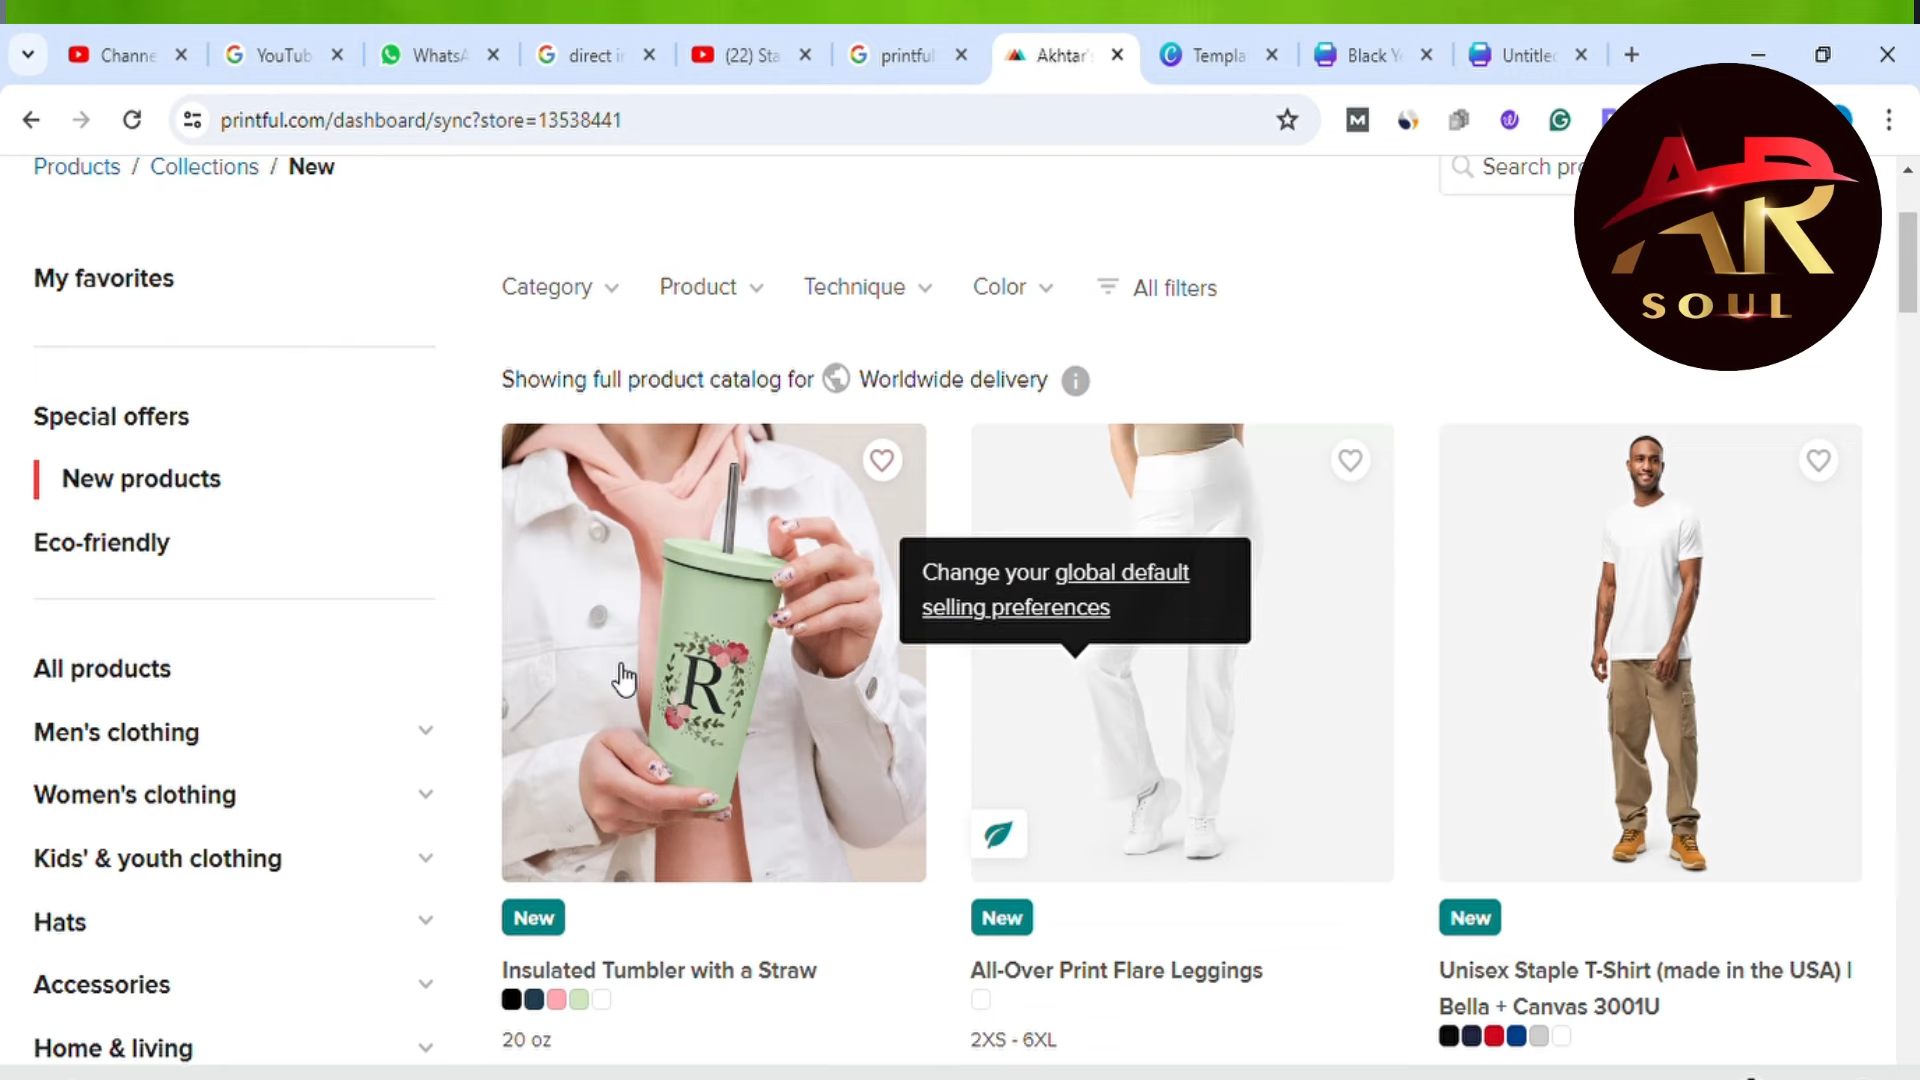 Channe
YouTub
WhatsA
direct in
(22) Sta
printful
Akhtar'
Templa
Black Y
Untitlec
printful.com/dashboard/sync?store=13538441
Products / Collections / New
Search pro
AR
SOUL
My favorites
Category
Product
Technique
Color
All filters
Showing full product catalog for Worldwide delivery
Special offers
New products
Eco-friendly
Change your global default
selling preferences
R
All products
Men's clothing
Women's clothing
Kids' & youth clothing
Hats
Accessories
Home & living
New
Insulated Tumbler with a Straw
20 oz
New
All-Over Print Flare Leggings
2XS - 6XL
New
Unisex Staple T-Shirt (made in the USA) |
Bella + Canvas 3001U